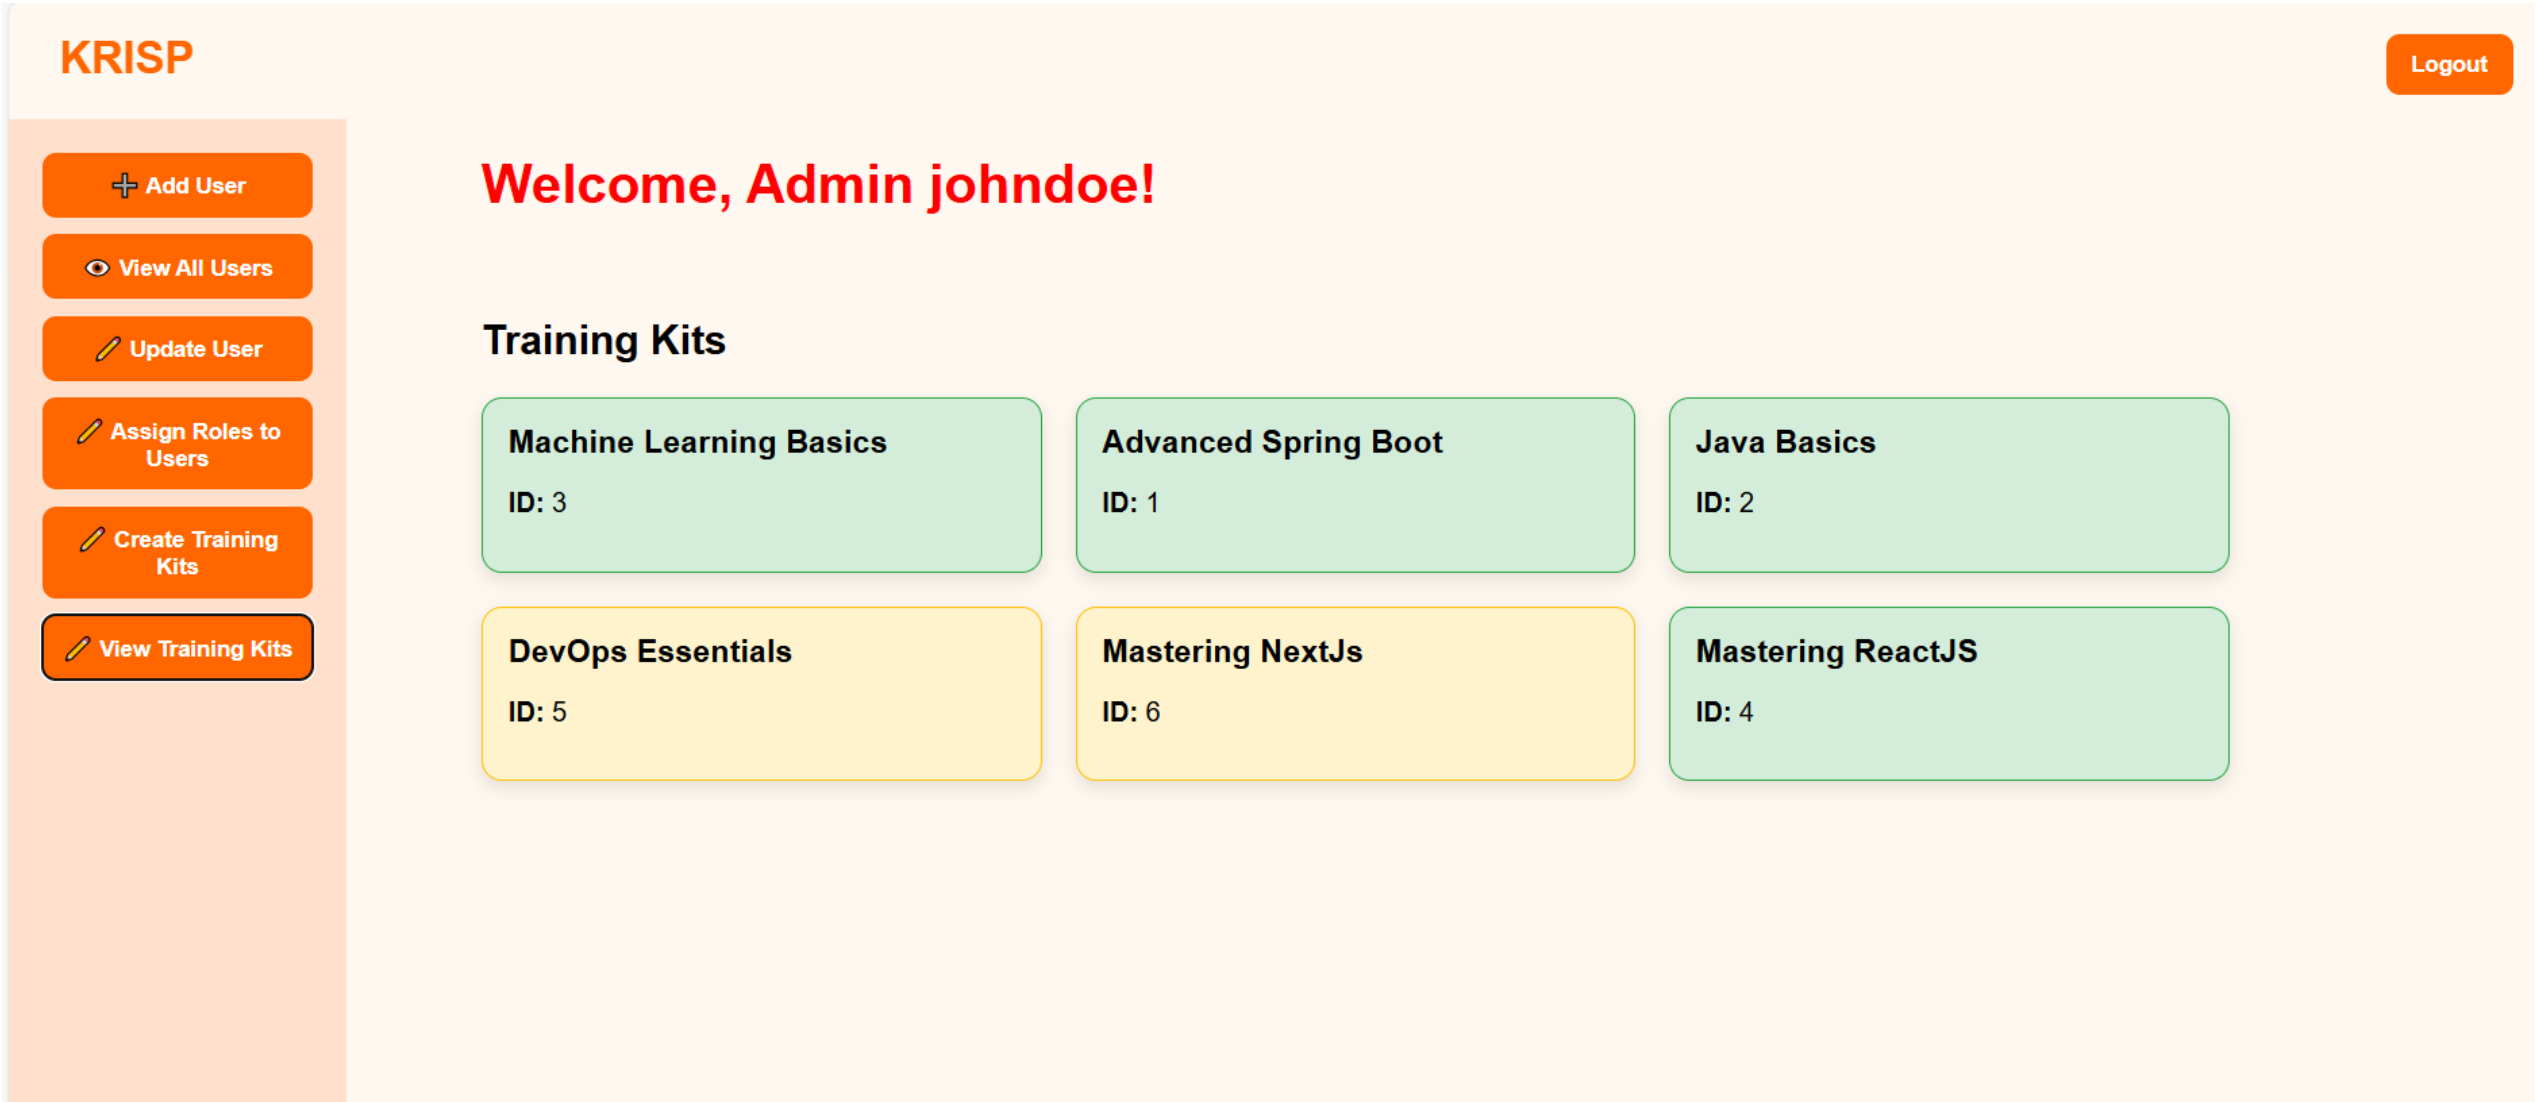 KRISP
Logout
➕ Add User
👁 View All Users
✏️ Update User
✏️ Assign Roles to
Users
✏️ Create Training
Kits
✏️ View Training Kits
Welcome, Admin johndoe!
Training Kits
Machine Learning Basics
ID: 3
Advanced Spring Boot
ID: 1
Java Basics
ID: 2
DevOps Essentials
ID: 5
Mastering NextJs
ID: 6
Mastering ReactJS
ID: 4